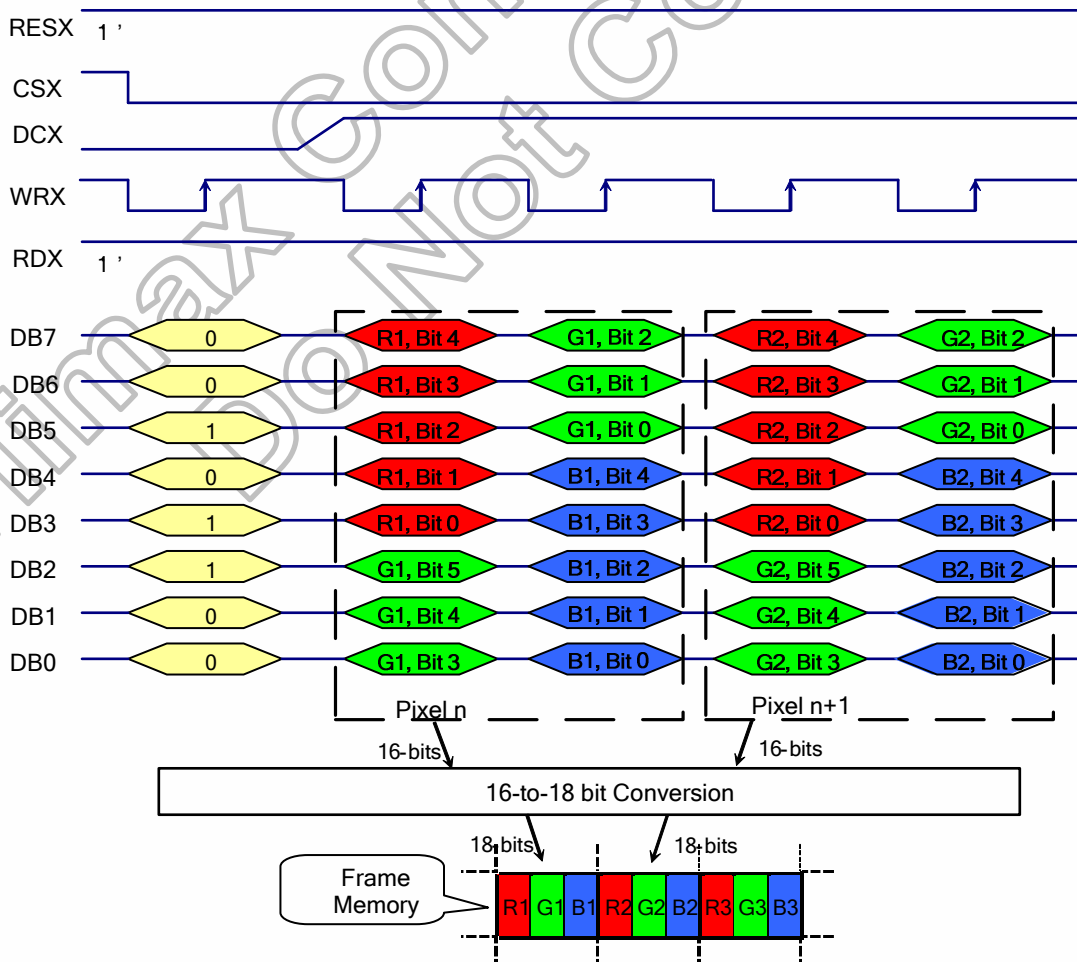 RESX 1 '
CSX
DCX
WRX
RDX 1 '
DB7 0 R1, Bit 4 G1, Bit 2 R2, Bit 4 G2, Bit 2
DB6 0 R1, Bit 3 G1, Bit 1 R2, Bit 3 G2, Bit 1
DB5 1 R1, Bit 2 G1, Bit 0 R2, Bit 2 G2, Bit 0
DB4 0 R1, Bit 1 B1, Bit 4 R2, Bit 1 B2, Bit 4
DB3 1 R1, Bit 0 B1, Bit 3 R2, Bit 0 B2, Bit 3
DB2 1 G1, Bit 5 B1, Bit 2 G2, Bit 5 B2, Bit 2
DB1 0 G1, Bit 4 B1, Bit 1 G2, Bit 4 B2, Bit 1
DB0 0 G1, Bit 3 B1, Bit 0 G2, Bit 3 B2, Bit 0
Pixel n Pixel n+1
16-bits 16-bits
16-to-18 bit Conversion
18-bits 18-bits
Frame
Memory
R1 G1 B1 R2 G2 B2 R3 G3 B3
Do Not